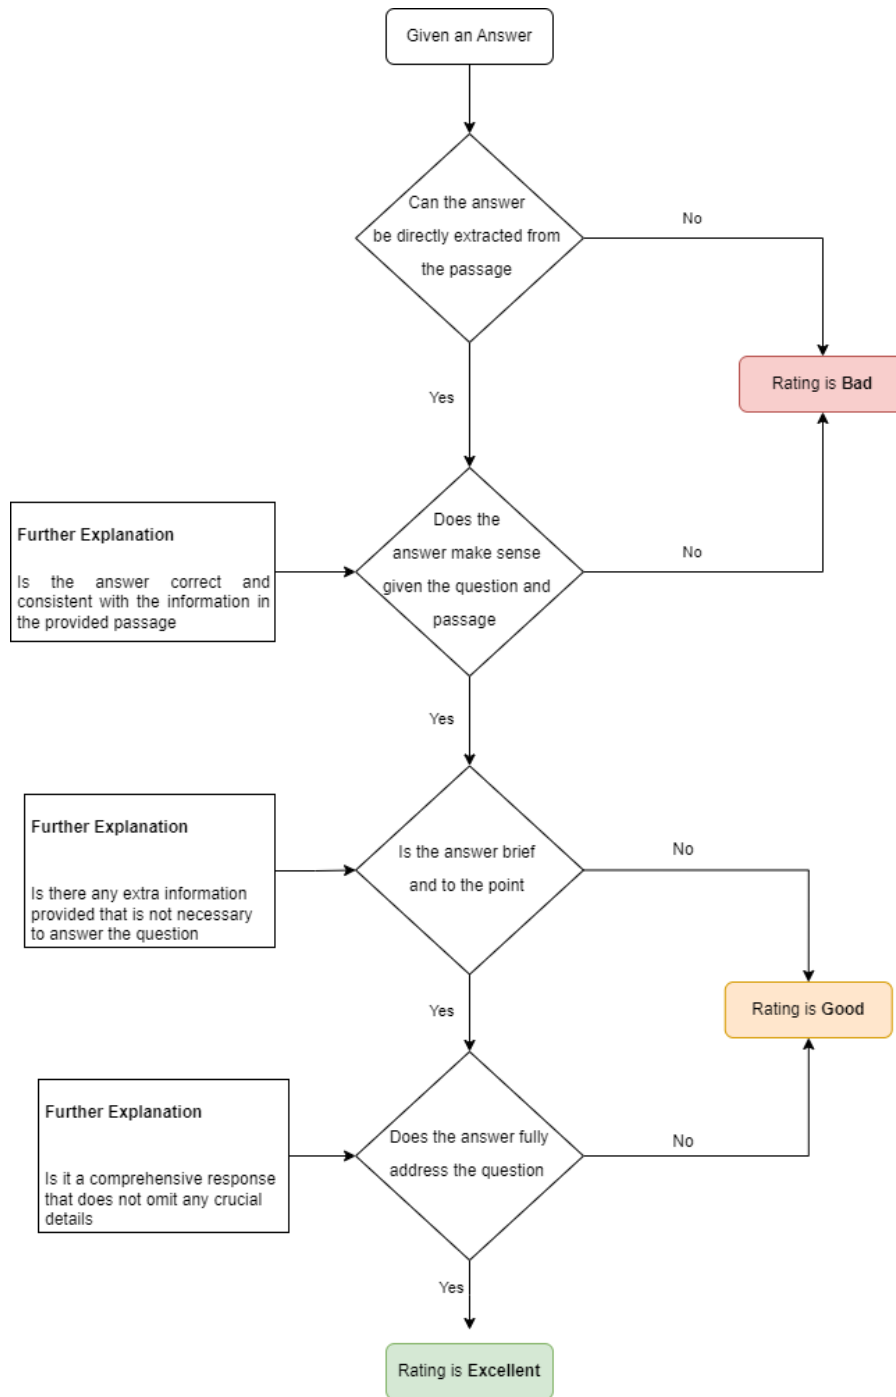 Given an Answer
Can the answer
be directly extracted from
the passage
No
Rating is Bad
Yes
Further Explanation
Is the answer correct and
consistent with the information in
the provided passage
Does the
answer make sense
given the question and
passage
No
Yes
Further Explanation
Is there any extra information
provided that is not necessary
to answer the question
Is the answer brief
and to the point
No
Rating is Good
Yes
Further Explanation
Is it a comprehensive response
that does not omit any crucial
details
Does the answer fully
address the question
No
Yes
Rating is Excellent